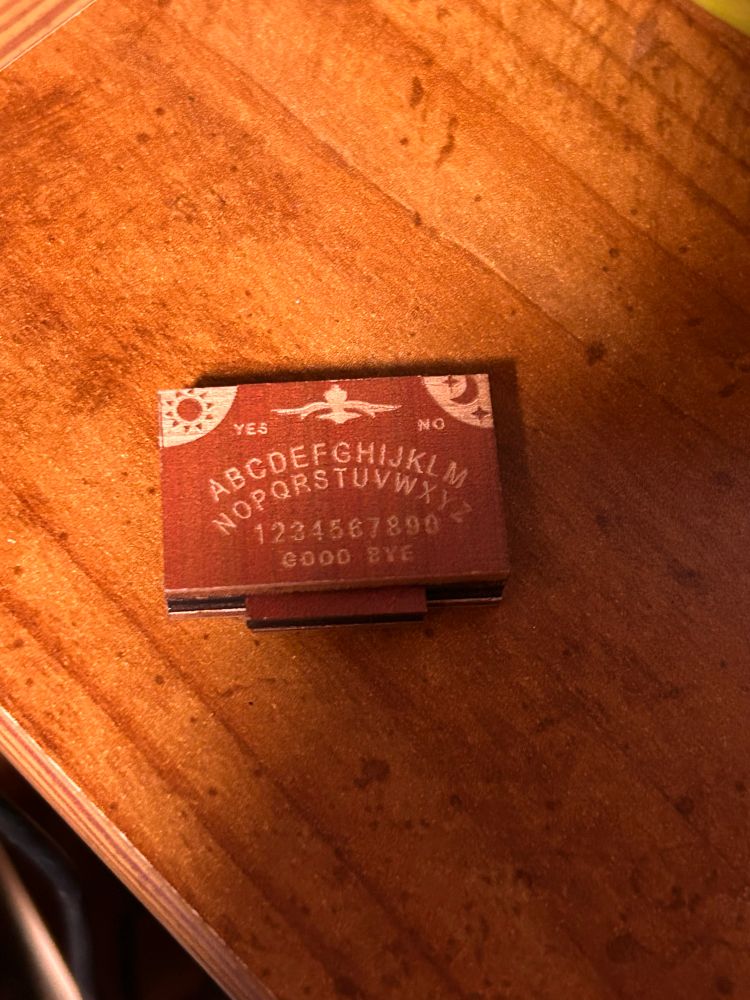 YES NO
ABCDEFGHIJKLM
NOPQRSTUVWXYZ
1234567890
GOOD BYE